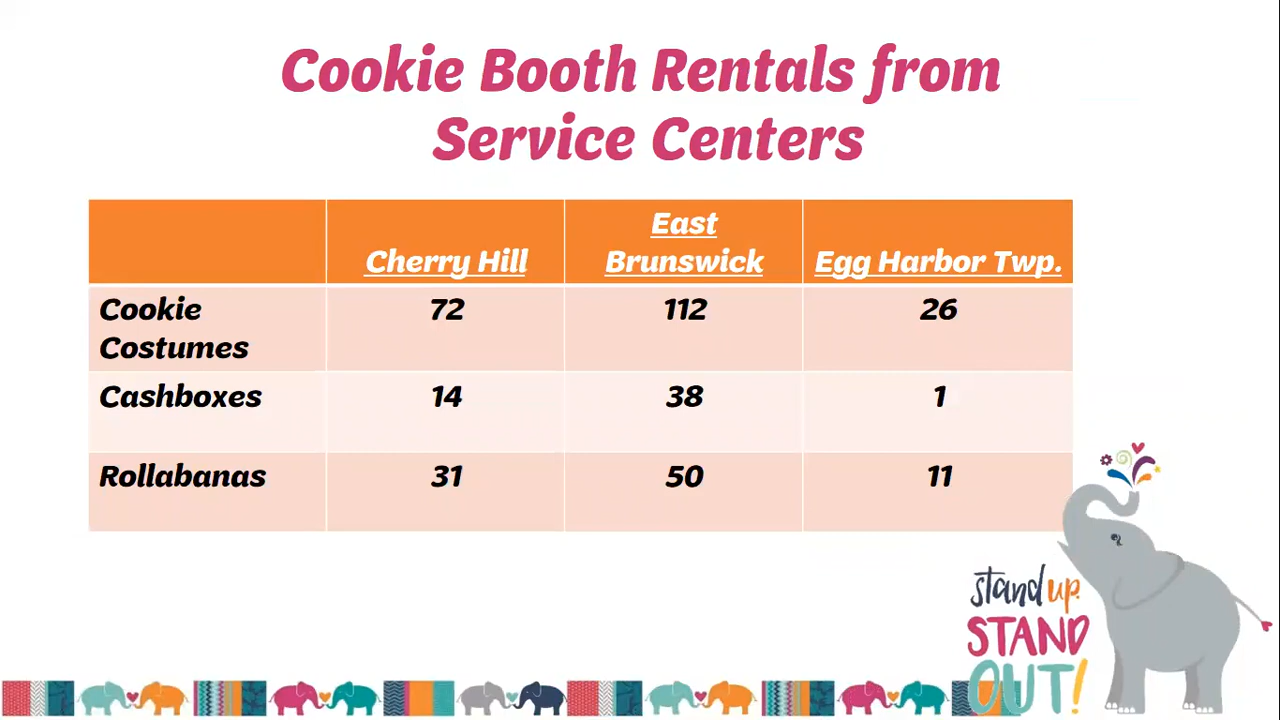 Cookie Booth Rentals from
Service Centers
East
Cherry Hill Brunswick Egg Harbor Twp.
Cookie 72 112 26
Costumes
Cashboxes 14 38 1
Rollabanas 31 50 11
stand up
STAND
OUT!